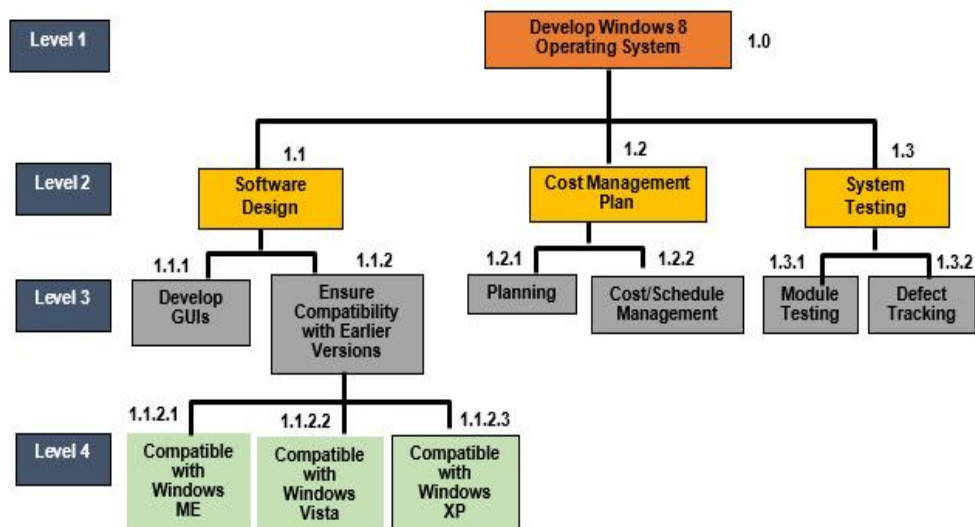 Level 1
Develop Windows 8
Operating System
1.0
Level 2
1.1
Software
Design
1.2
Cost Management
Plan
1.3
System
Testing
Level 3
1.1.1
Develop
GUIs
1.1.2
Ensure
Compatibility
with Earlier
Versions
1.2.1
Planning
1.2.2
Cost/Schedule
Management
1.3.1
Module
Testing
1.3.2
Defect
Tracking
Level 4
1.1.2.1
Compatible
with
Windows
ME
1.1.2.2
Compatible
with
Windows
Vista
1.1.2.3
Compatible
with
Windows
XP